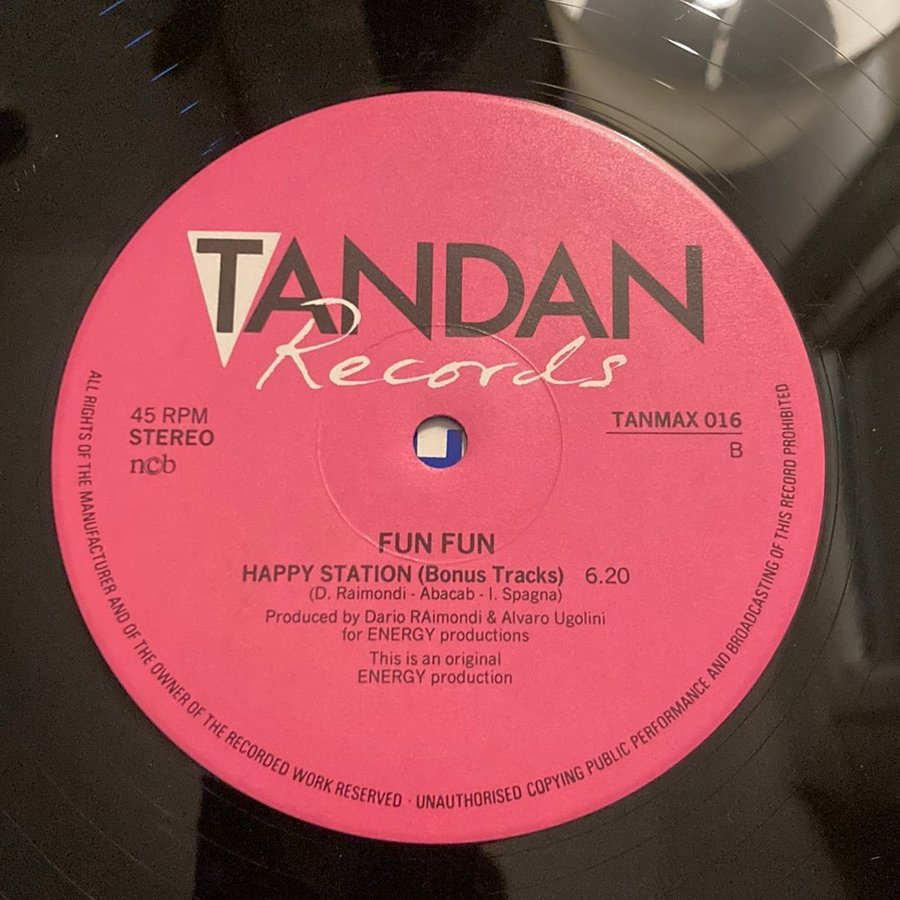 TANDAN
Records
45 RPM
STEREO
ncb
TANMAX 016
B
FUN FUN
HAPPY STATION (Bonus Tracks) 6.20
(D. Raimondi - Abacab - I. Spagna)
Produced by Dario RAimondi & Alvaro Ugolini
for ENERGY productions
This is an original
ENERGY production
ALL RIGHTS OF THE MANUFACTURER AND OF THE OWNER OF THE RECORDED WORK RESERVED · UNAUTHORISED COPYING PUBLIC PERFORMANCE AND BROADCASTING OF THIS RECORD PROHIBITED